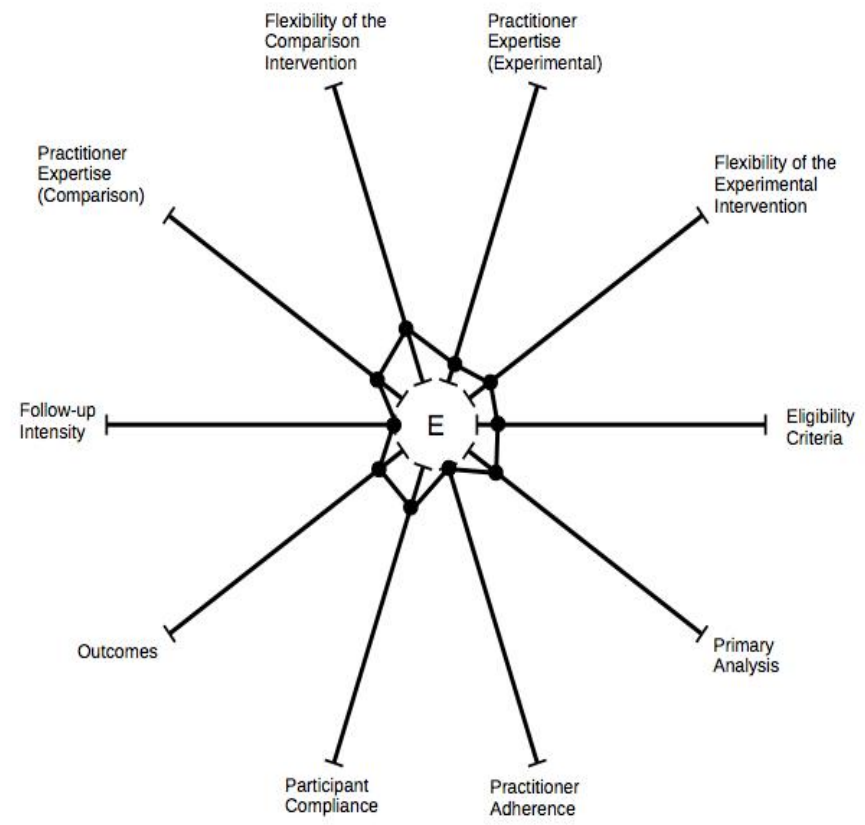 Flexibility of the
Comparison
Intervention
Practitioner
Expertise
(Experimental)
Practitioner
Expertise
(Comparison)
Flexibility of the
Experimental
Intervention
Follow-up
Intensity
E
Eligibility
Criteria
Outcomes
Primary
Analysis
Participant
Compliance
Practitioner
Adherence